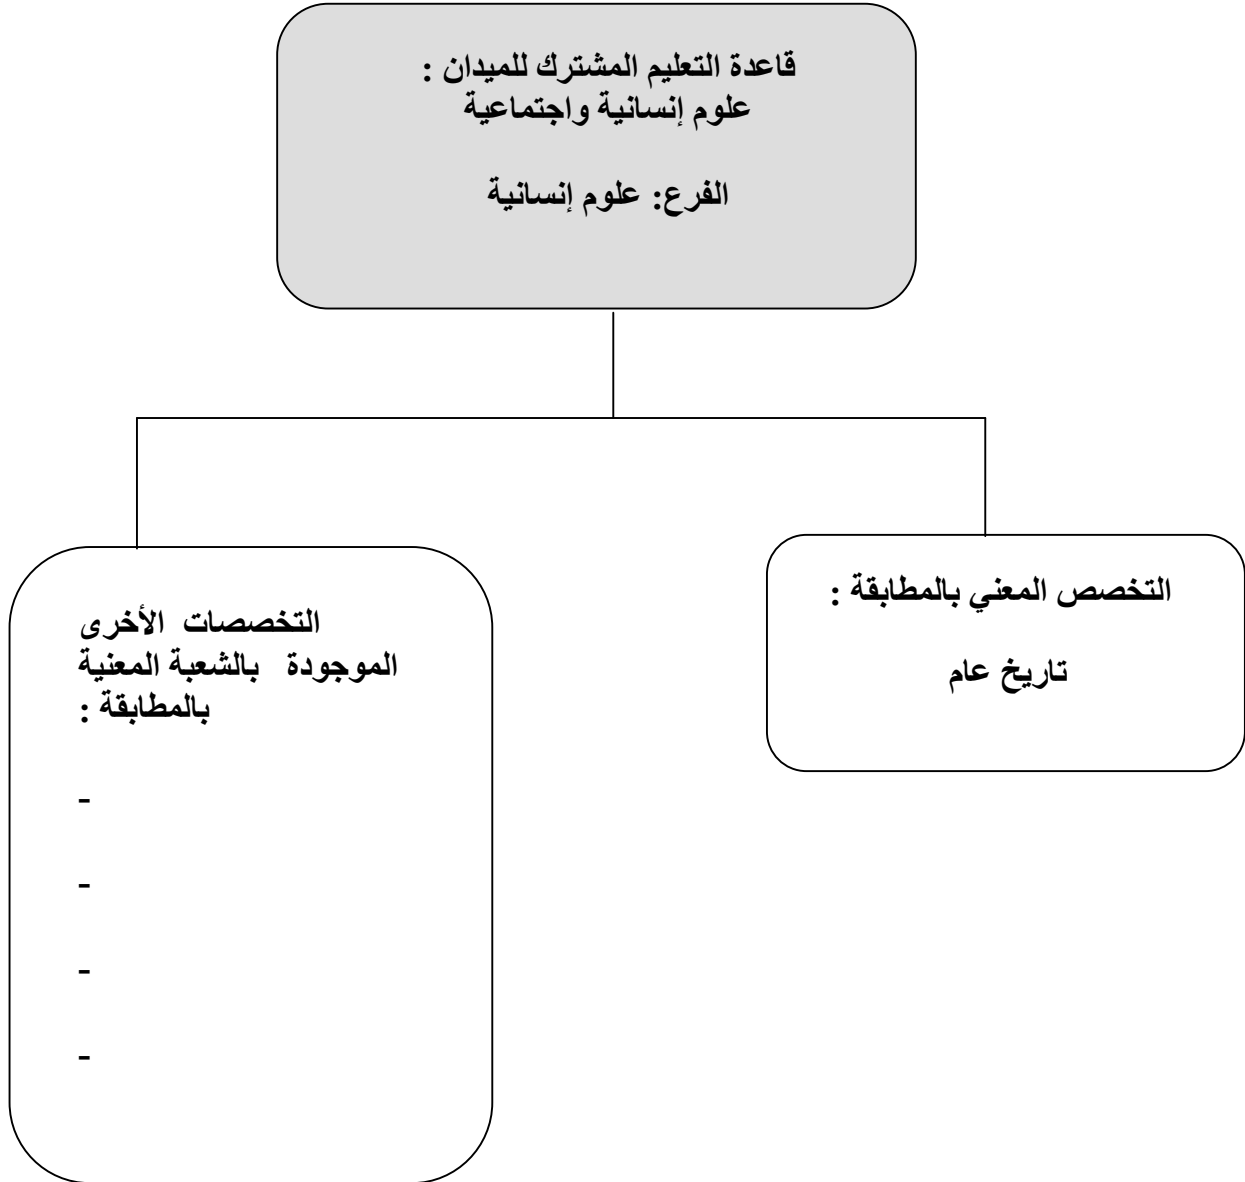 قاعدة التعليم المشترك للميدان :
علوم إنسانية واجتماعية
الفرع: علوم إنسانية
التخصص المعني بالمطابقة :
تاريخ عام
التخصصات الأخرى
الموجودة بالشعبة المعنية
بالمطابقة :
-
-
-
-